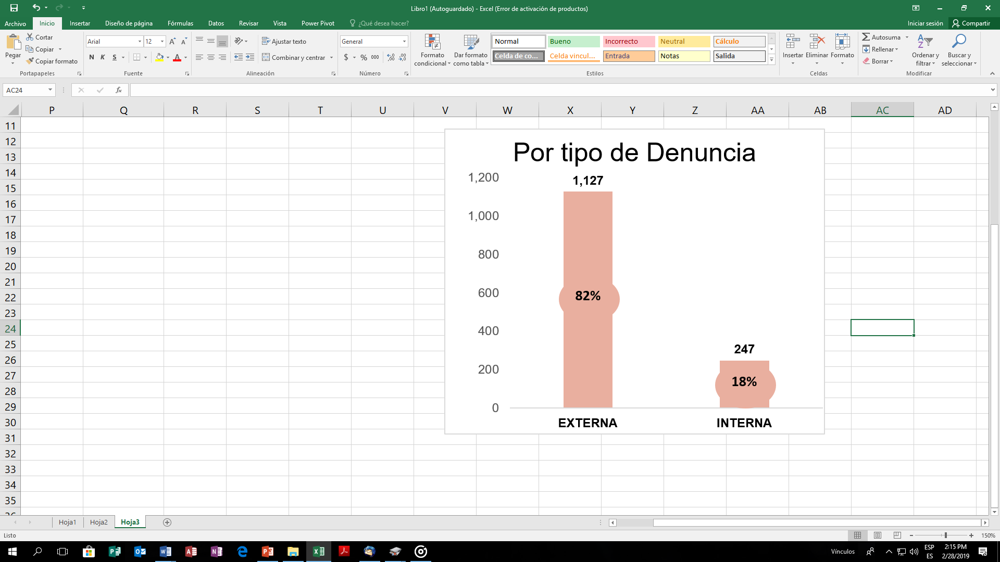 Libro1 (Autoguardado) - Excel (Error de activación de productos)
Archivo Inicio Insertar Diseño de página Fórmulas Datos Revisar Vista Power Pivot ¿Qué desea hacer? Iniciar sesión Compartir
Pegar
Cortar
Copiar
Copiar formato
Portapapeles
Arial 12
N K S
A A
Fuente
Ajustar texto
Combinar y centrar
Alineación
General
$ % 000
Número
Formato condicional
Dar formato como tabla
Normal Bueno Incorrecto Neutral Cálculo
Celda de co... Celda vincul... Entrada Notas Salida
Estilos
Insertar Eliminar Formato
Celdas
Autosuma
Rellenar
Borrar
Ordenar y filtrar
Buscar y seleccionar
Modificar
AC24 fx
P Q R S T U V W X Y Z AA AB AC AD
11
12
13
14
15
16
17
18
19
20
21
22
23
24
25
26
27
28
29
30
31
32
33
34
35
36
Por tipo de Denuncia
1,200
1,000
800
600
400
200
0
1,127
82%
247
18%
EXTERNA INTERNA
Hoja1 Hoja2 Hoja3
Listo 150%
Vínculos ESP ES 2:15 PM 2/28/2019